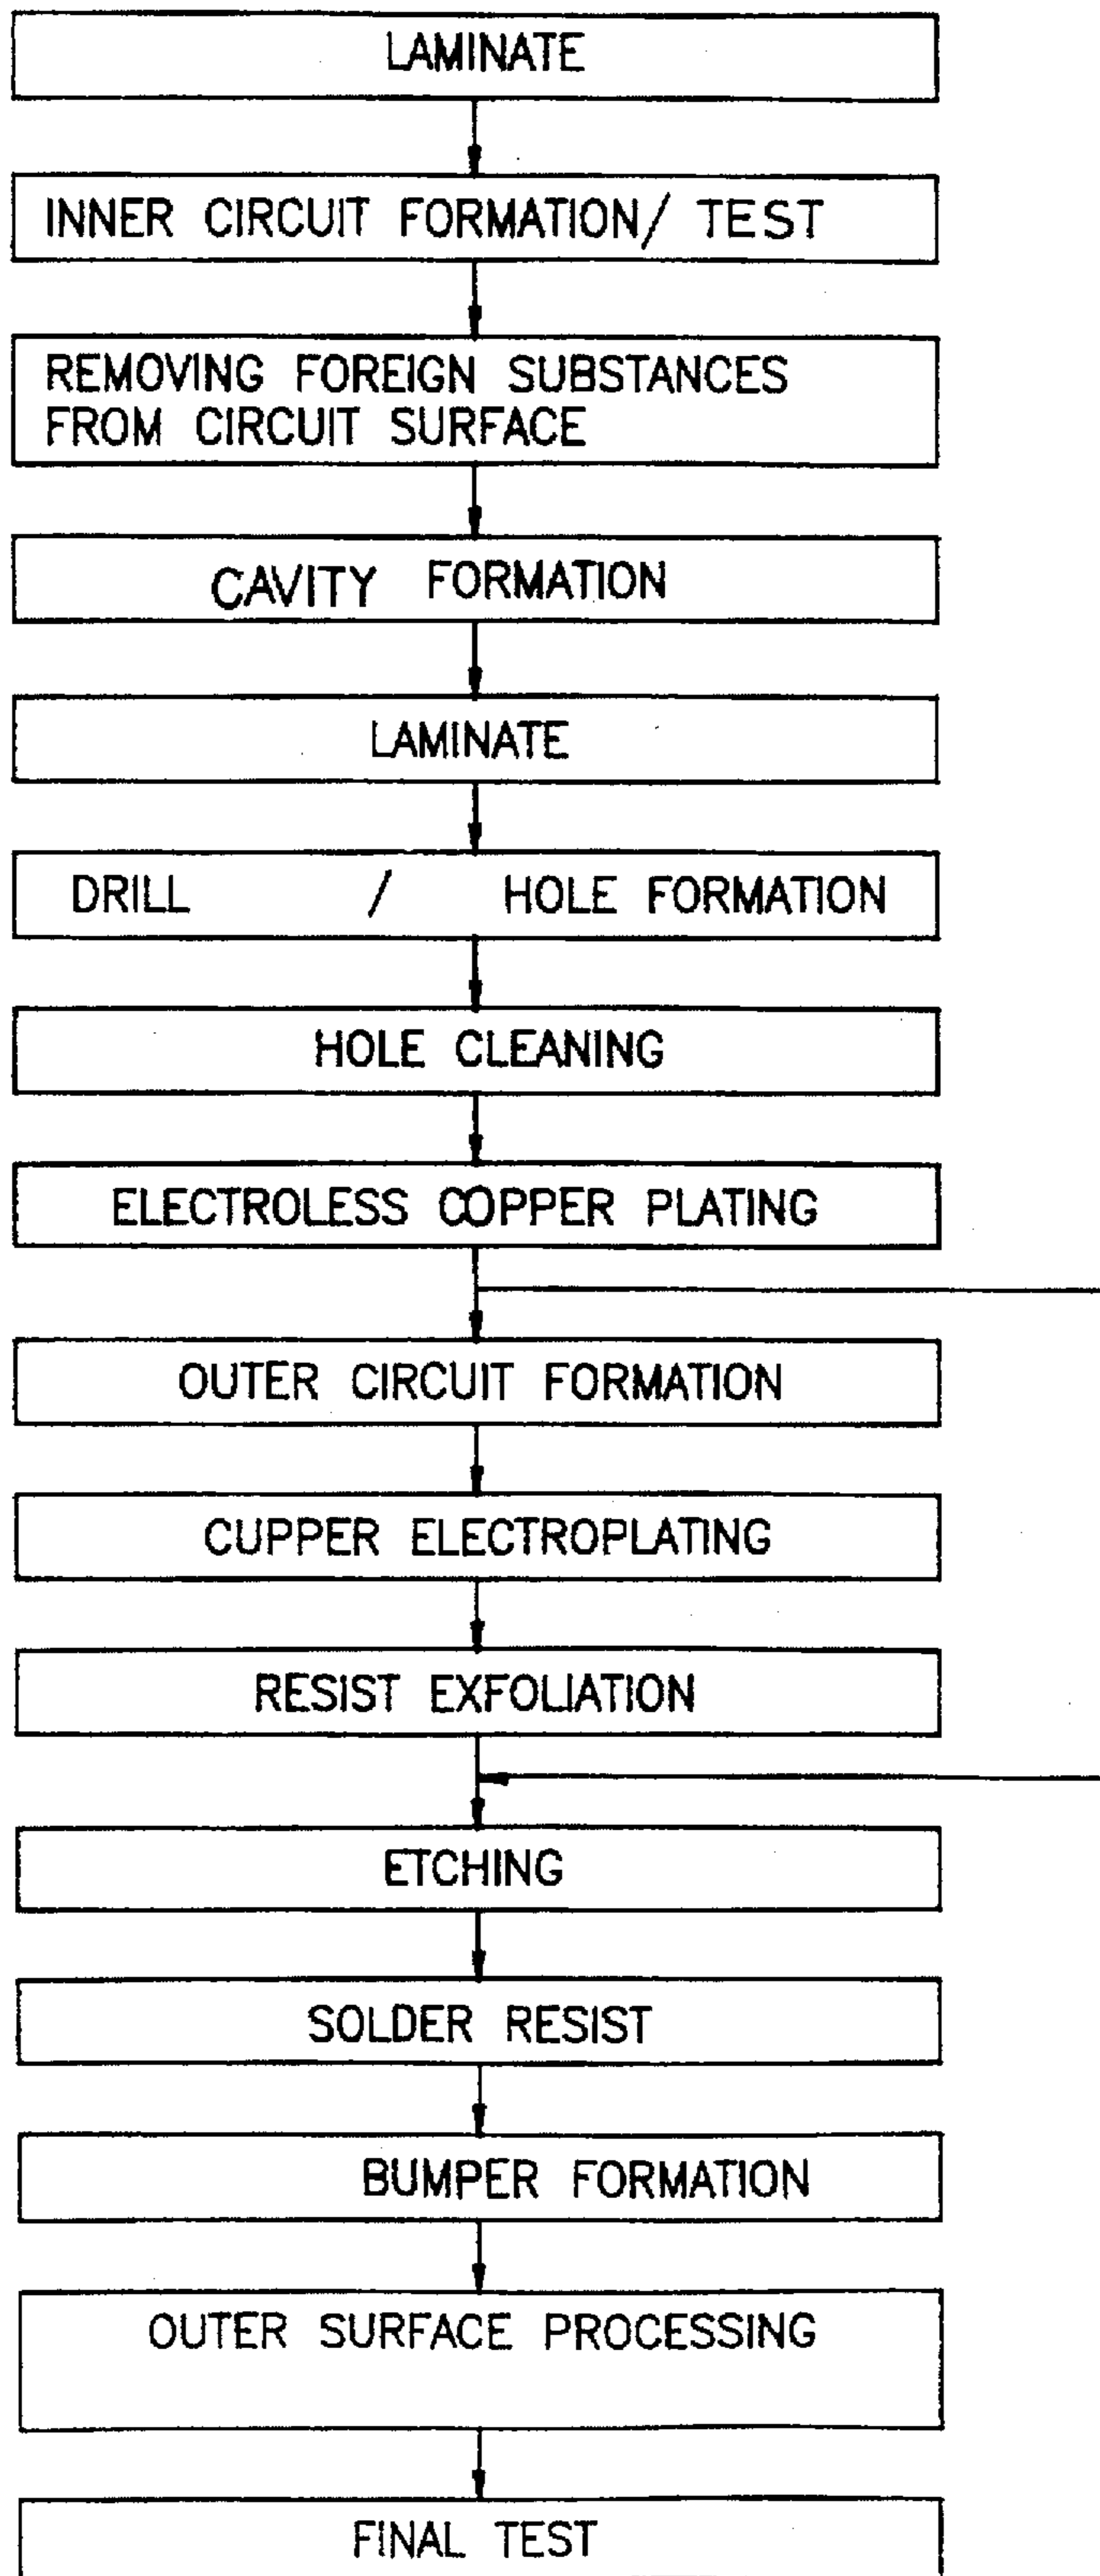 LAMINATE
INNER CIRCUIT FORMATION/ TEST
REMOVING FOREIGN SUBSTANCES
FROM CIRCUIT SURFACE
CAVITY FORMATION
LAMINATE
DRILL / HOLE FORMATION
HOLE CLEANING
ELECTROLESS COPPER PLATING
OUTER CIRCUIT FORMATION
CUPPER ELECTROPLATING
RESIST EXFOLIATION
ETCHING
SOLDER RESIST
BUMPER FORMATION
OUTER SURFACE PROCESSING
FINAL TEST